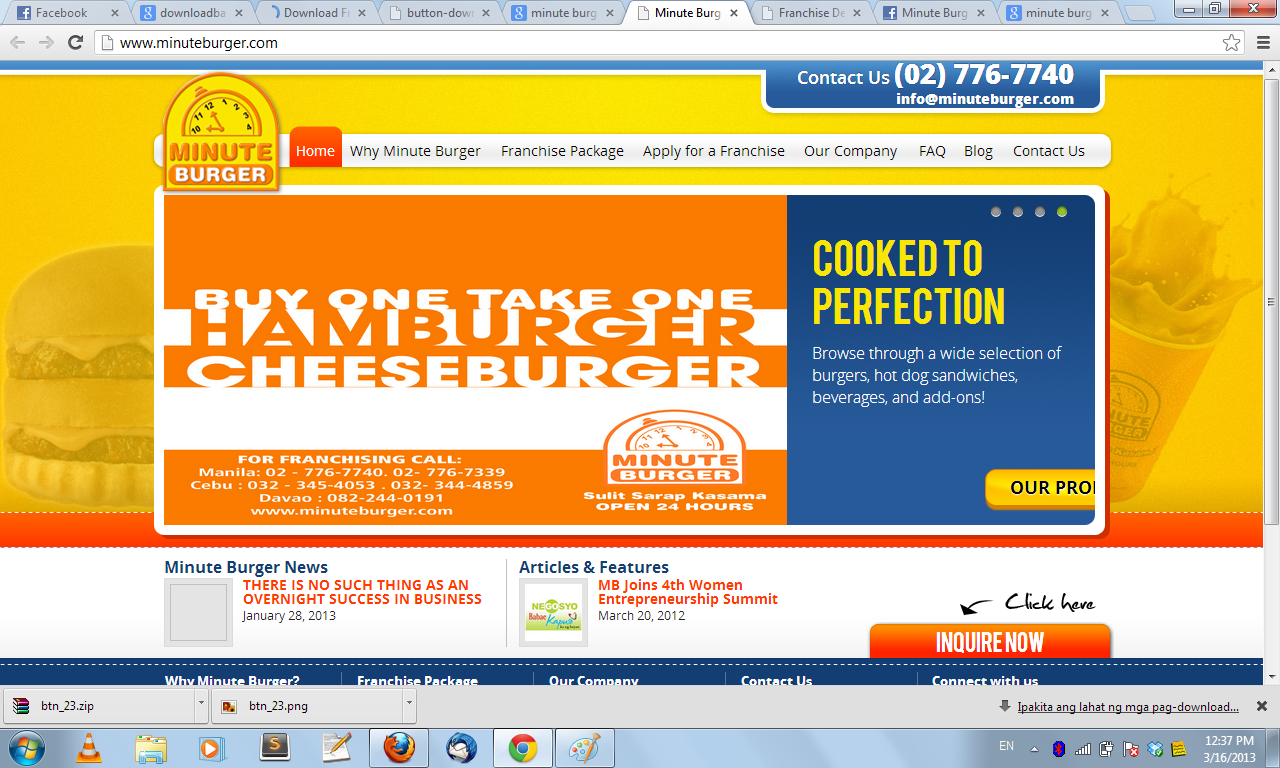 Facebook
downloadba
Download Fi
button-down
minute burg
Minute Burg
Franchise De
Minute Burg
minute burg
www.minuteburger.com
Contact Us (02) 776-7740
info@minuteburger.com
MINUTE
BURGER
Home
Why Minute Burger
Franchise Package
Apply for a Franchise
Our Company
FAQ
Blog
Contact Us
BUY ONE TAKE ONE
HAMBURGER
CHEESEBURGER
FOR FRANCHISING CALL:
Manila: 02 - 776-7740. 02- 776-7339
Cebu : 032 - 345-4053 . 032- 344-4859
Davao : 082-244-0191
www.minuteburger.com
MINUTE
BURGER
Sulit Sarap Kasama
OPEN 24 HOURS
COOKED TO
PERFECTION
Browse through a wide selection of
burgers, hot dog sandwiches,
beverages, and add-ons!
OUR PRO
MINUTE
BURGER
Minute Burger News
THERE IS NO SUCH THING AS AN
OVERNIGHT SUCCESS IN BUSINESS
January 28, 2013
Articles & Features
NEGOSYO
Babae
Kapuso
MB Joins 4th Women
Entrepreneurship Summit
March 20, 2012
Click here
INQUIRE NOW
Why Minute Burger?
Franchise Package
Our Company
Contact Us
Connect with us
btn_23.zip
btn_23.png
Ipakita ang lahat ng mga pag-download...
EN
12:37 PM
3/16/2013